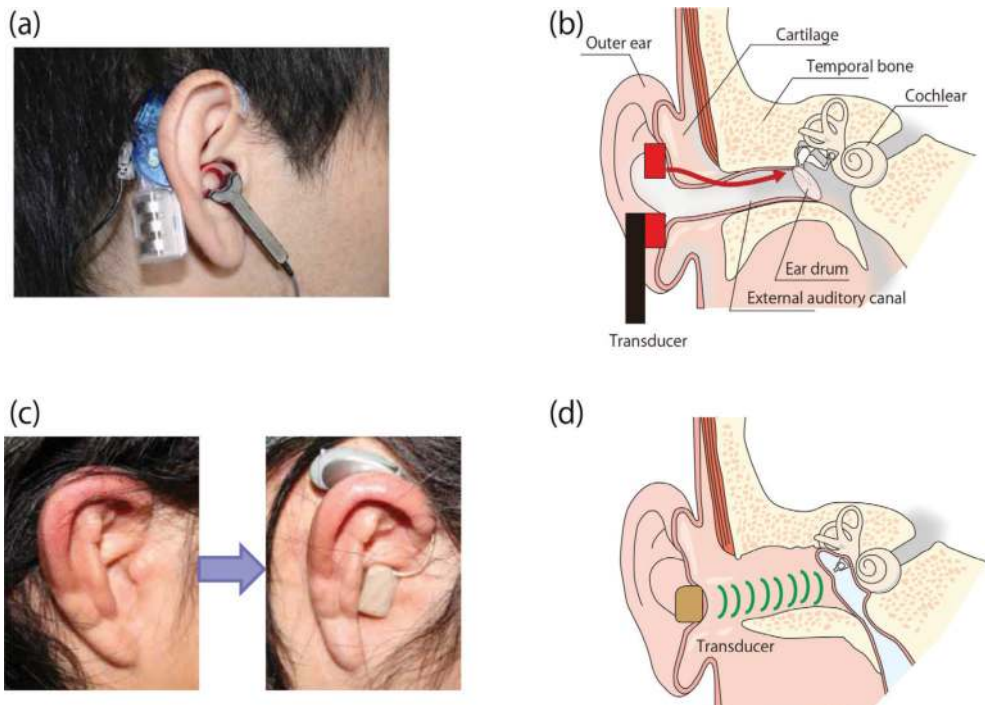 (a)
(b)
Outer ear
Cartilage
Temporal bone
Cochlear
Ear drum
External auditory canal
Transducer
(c)
(d)
Transducer